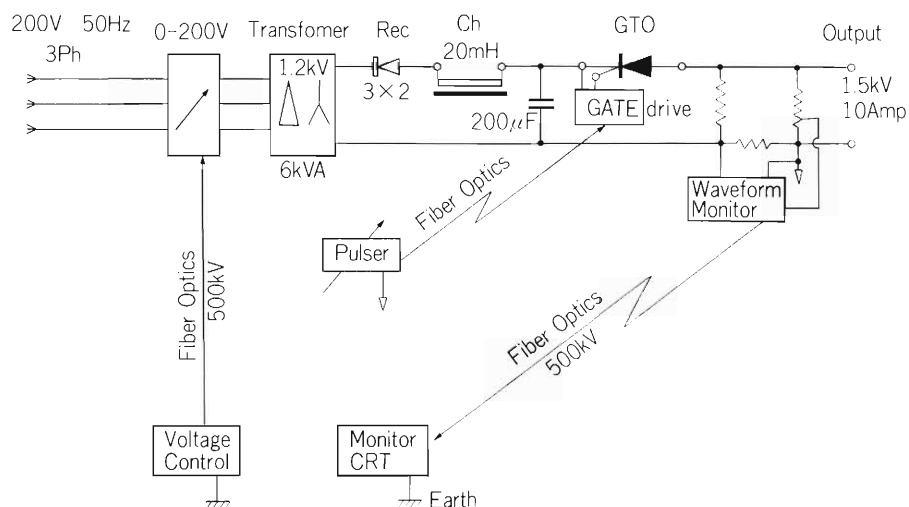 200V 50Hz
3Ph
0-200V
Transfomer
Rec
Ch
20mH
GTO
Output
1.2kV
3×2
200μF
GATE drive
1.5kV
10Amp
6kVA
Waveform
Monitor
Fiber Optics
Pulser
Fiber Optics
500kV
Fiber Optics
500kV
Voltage
Control
Monitor
CRT
Earth